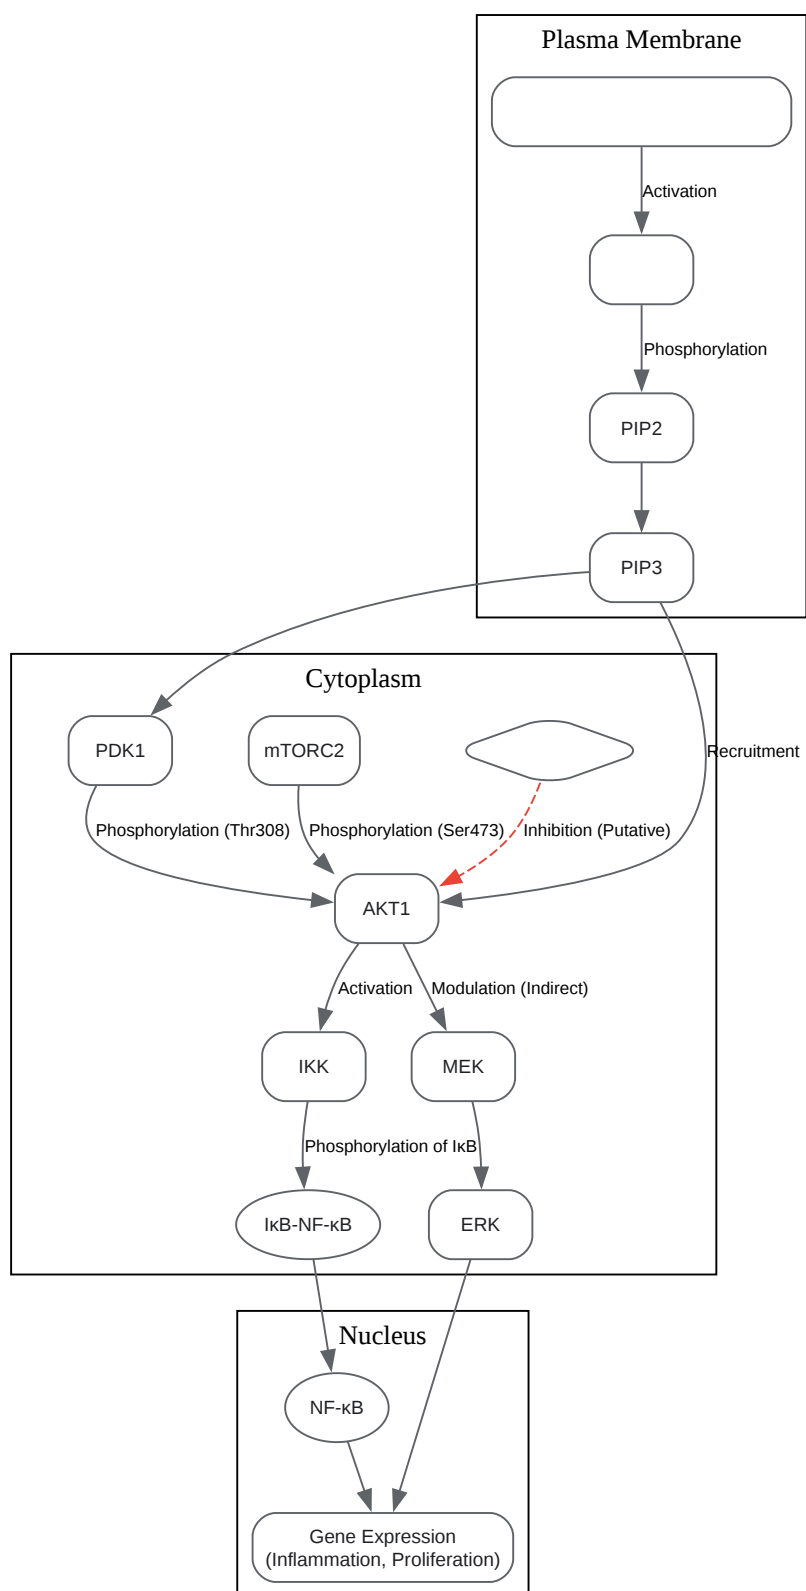 Plasma Membrane
Activation
Phosphorylation
PIP2
PIP3
Cytoplasm
PDK1
mTORC2
Recruitment
Phosphorylation (Thr308)
Phosphorylation (Ser473)
Inhibition (Putative)
AKT1
Activation
Modulation (Indirect)
IKK
MEK
Phosphorylation of IκB
IκB-NF-κB
ERK
Nucleus
NF-κB
Gene Expression
(Inflammation, Proliferation)